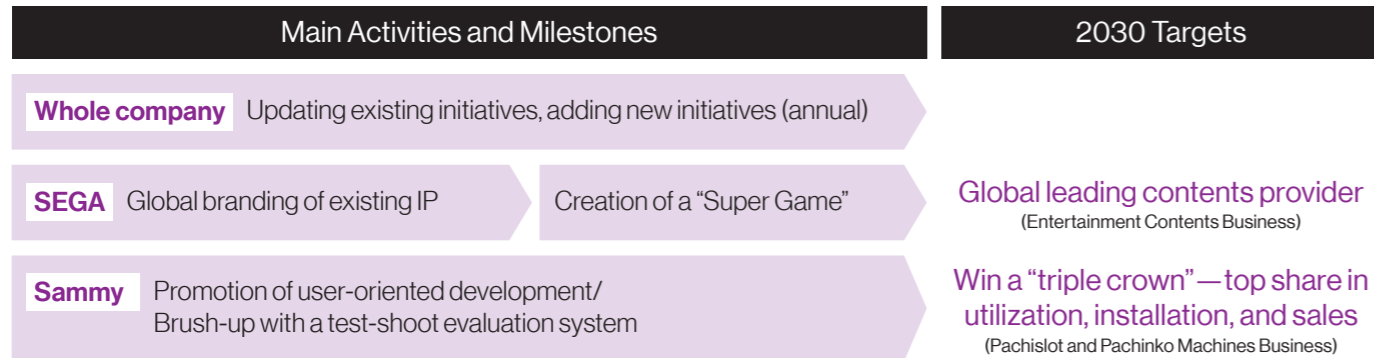 Main Activities and Milestones
2030 Targets
Whole company Updating existing initiatives, adding new initiatives (annual)
SEGA Global branding of existing IP
Creation of a “Super Game”
Global leading contents provider
(Entertainment Contents Business)
Sammy Promotion of user-oriented development/
Brush-up with a test-shoot evaluation system
Win a “triple crown”—top share in
utilization, installation, and sales
(Pachislot and Pachinko Machines Business)